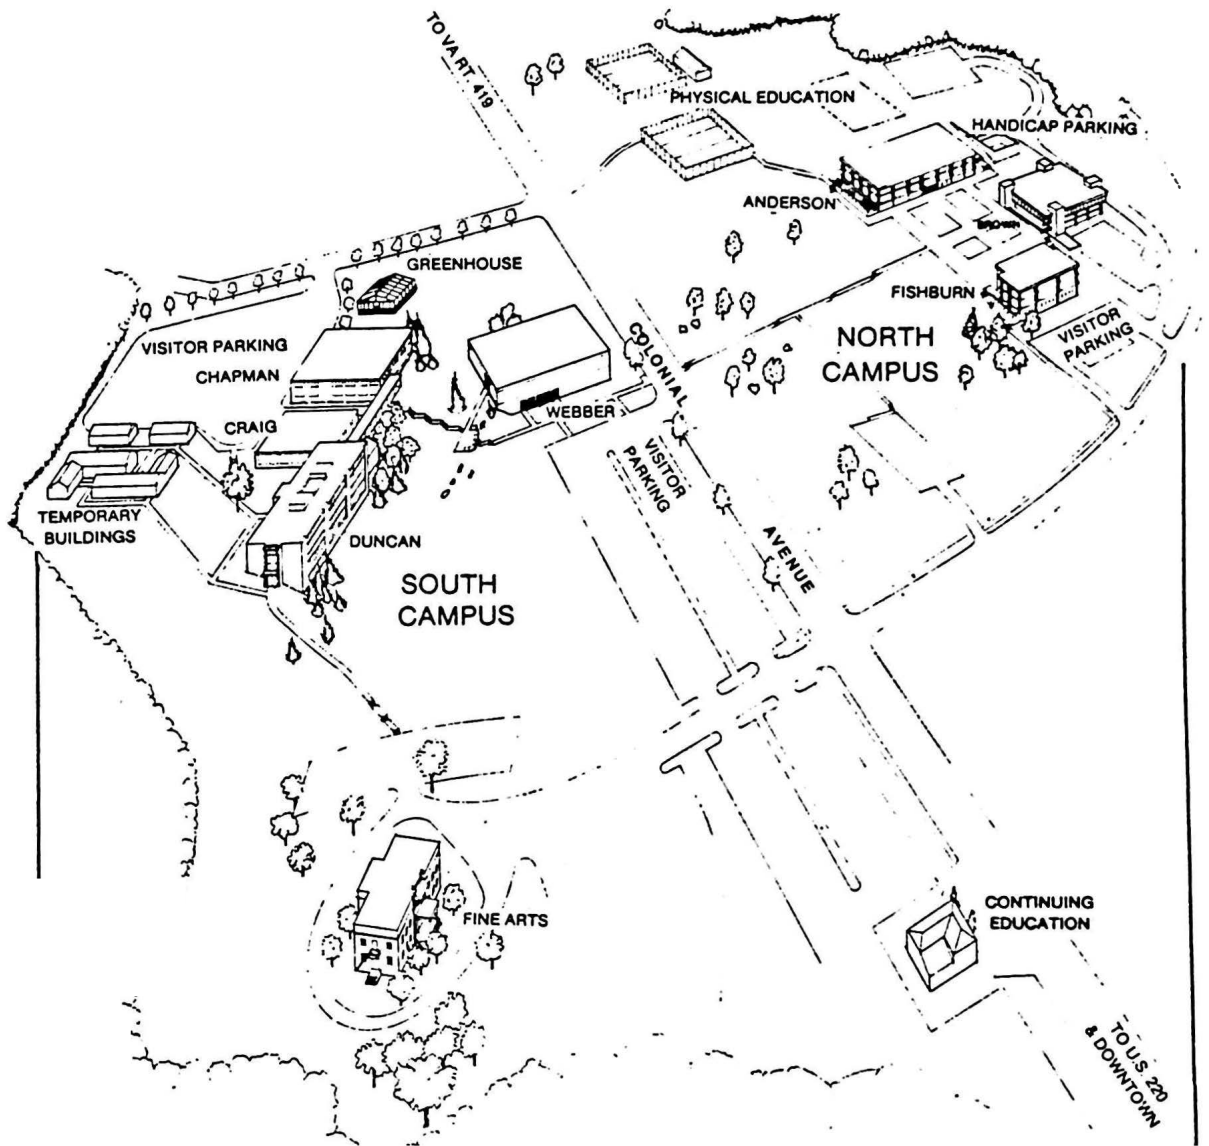 TO VA RT. 419
PHYSICAL EDUCATION
HANDICAP PARKING
ANDERSON
BROWN
GREENHOUSE
FISHBURN
VISITOR
PARKING
NORTH
CAMPUS
COLONIAL
VISITOR PARKING
CHAPMAN
WEBBER
CRAIG
VISITOR
PARKING
TEMPORARY
BUILDINGS
DUNCAN
AVENUE
SOUTH
CAMPUS
FINE ARTS
CONTINUING
EDUCATION
TO U.S. 220
& DOWNTOWN